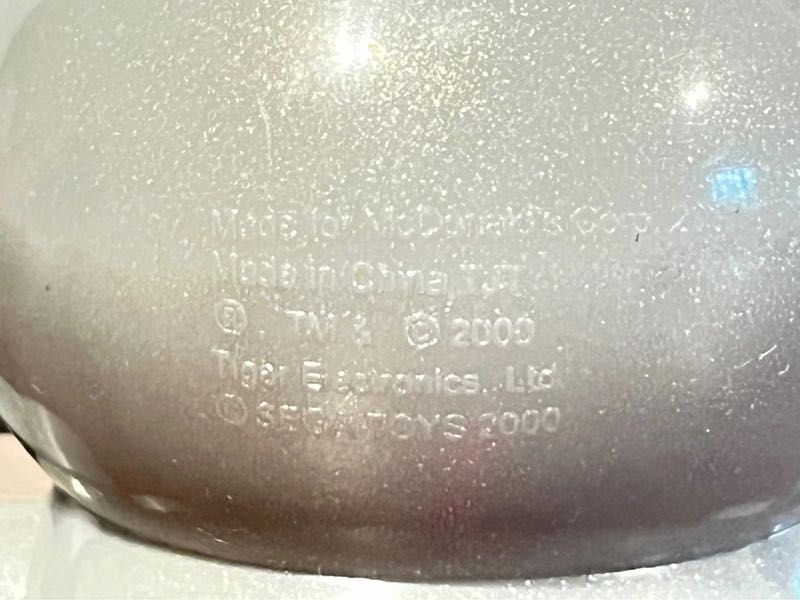 Made for McDonald's Corp.
Made in China
® TM & © 2000
Tiger Electronics, Ltd
© SEGA TOYS 2000